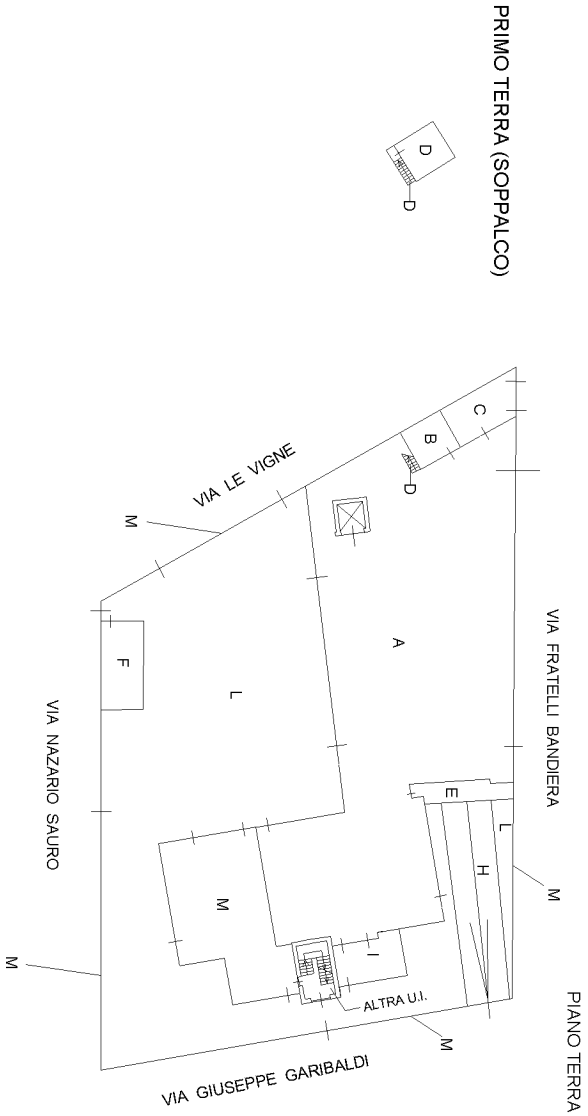 PRIMO TERRA (SOPPALCO)
D
D
C
B
D
VIA LE VIGNE
M
A
VIA FRATELLI BANDIERA
F
L
VIA NAZARIO SAURO
E
L
H
M
M
I
M
ALTRA U.I.
PIANO TERRA
M
VIA GIUSEPPE GARIBALDI